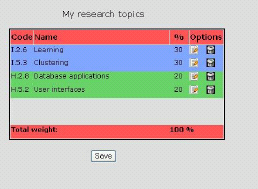 My research topics
Code Name % Options
I.2.6 Learning 30
I.5.3 Clustering 30
H.2.8 Database applications 20
H.5.2 User interfaces 20
Total weight: 100 %
Save